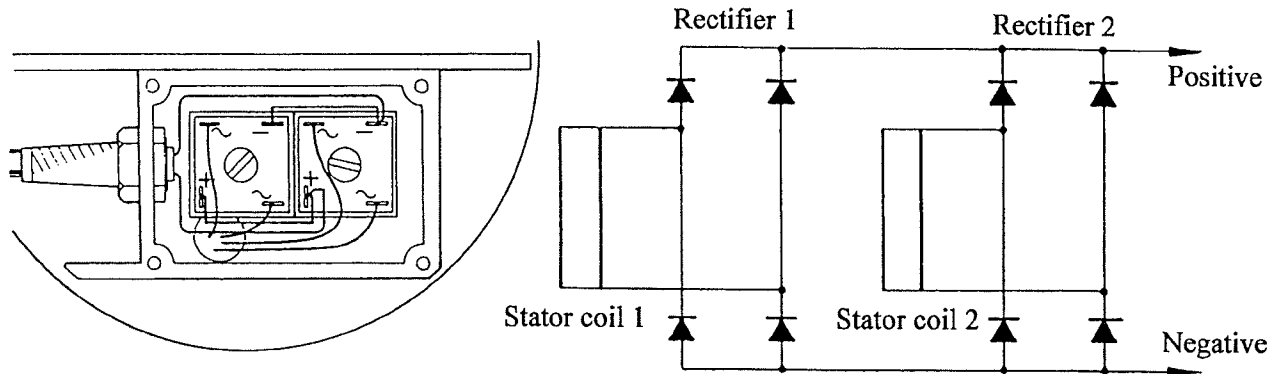 Rectifier 1
Rectifier 2
Positive
~ − ~ −
+ ~ + ~
Stator coil 1
Stator coil 2
Negative